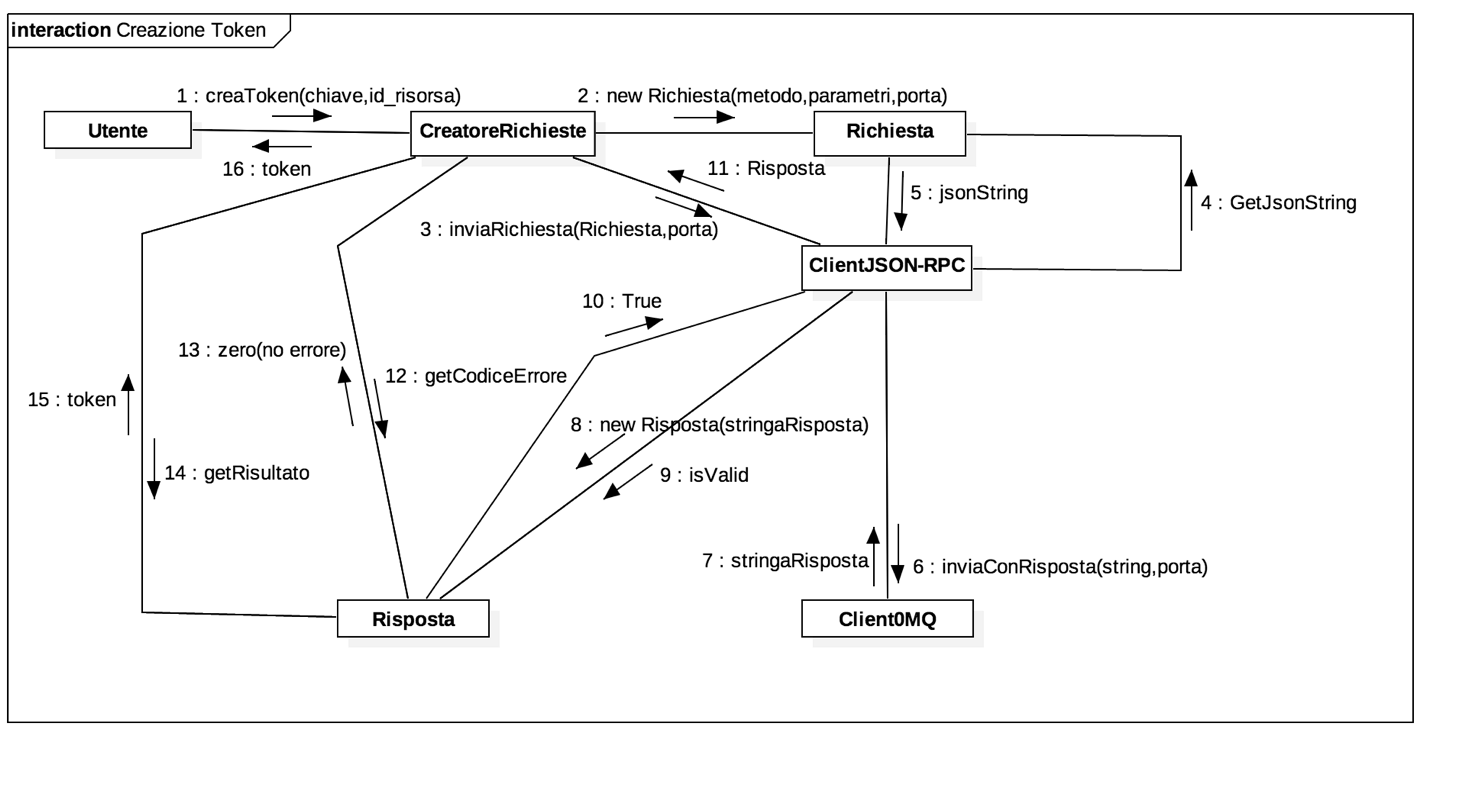 interaction Creazione Token
1 : creaToken(chiave,id_risorsa)
2 : new Richiesta(metodo,parametri,porta)
Utente
CreatoreRichieste
Richiesta
16 : token
11 : Risposta
5 : jsonString
4 : GetJsonString
3 : inviaRichiesta(Richiesta,porta)
ClientJSON-RPC
10 : True
13 : zero(no errore)
12 : getCodiceErrore
15 : token
8 : new Risposta(stringaRisposta)
14 : getRisultato
9 : isValid
7 : stringaRisposta
6 : inviaConRisposta(string,porta)
Risposta
Client0MQ